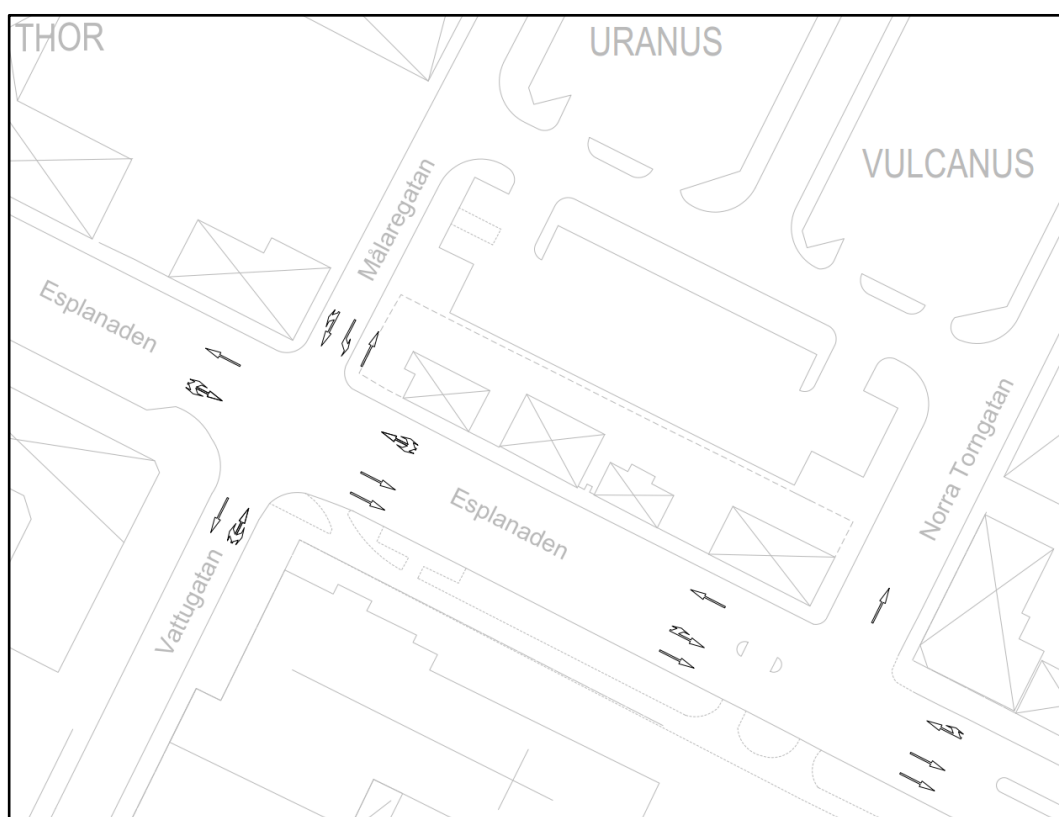 THOR
URANUS
VULCANUS
Målaregatan
Esplanaden
Norra Torngatan
Esplanaden
Vattugatan